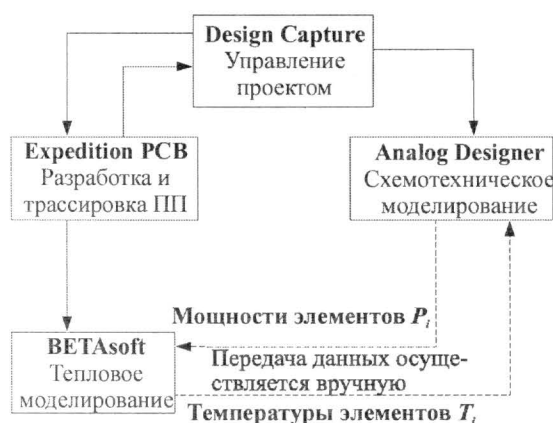 Design Capture
Управление
проектом
Expedition PCB
Разработка и
трассировка ПП
Analog Designer
Схемотехническое
моделирование
Мощности элементов Pᵢ
BETAsoft
Тепловое
моделирование
Передача данных осуще-
ствляется вручную
Температуры элементов Tᵢ